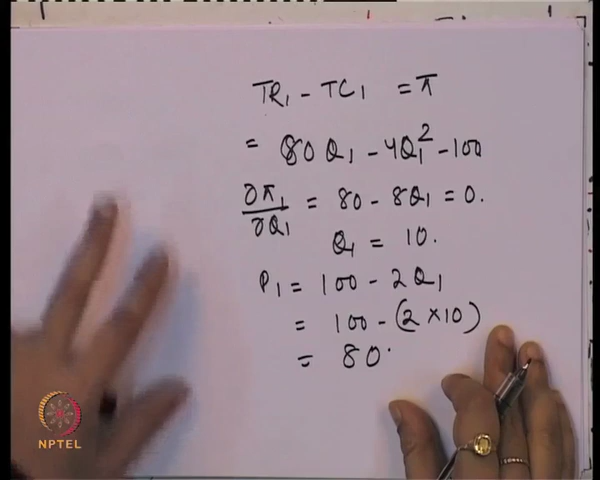 TR₁ - TC₁ = π
= 80Q₁ - 4Q₁² - 100
∂π₁/∂Q₁ = 80 - 8Q₁ = 0.
Q₁ = 10.
P₁ = 100 - 2Q₁
= 100 - (2 × 10)
= 80.
NPTEL